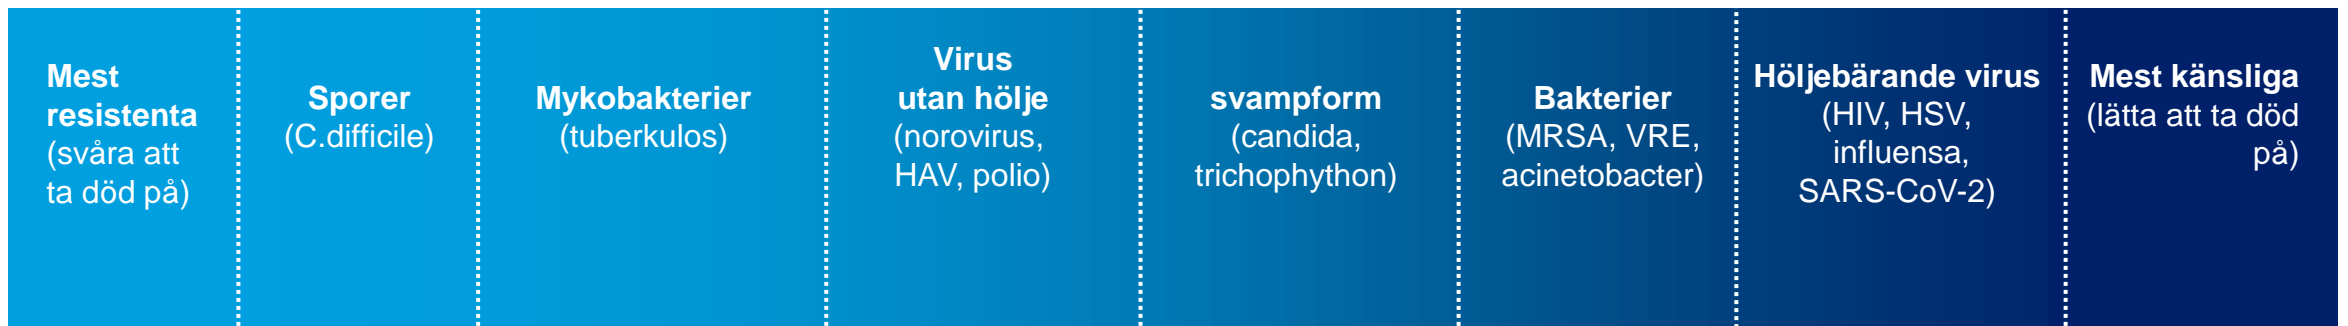 Mest
resistenta
(svåra att
ta död på)
Sporer
(C.difficile)
Mykobakterier
(tuberkulos)
Virus
utan hölje
(norovirus,
HAV, polio)
svampform
(candida,
trichophython)
Bakterier
(MRSA, VRE,
acinetobacter)
Höljebärande virus
(HIV, HSV,
influensa,
SARS-CoV-2)
Mest känsliga
(lätta att ta död
på)